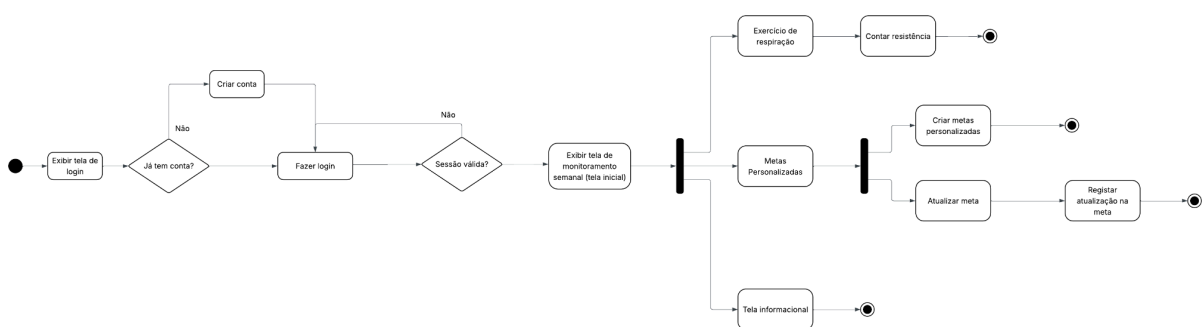 Exibir tela de
login
Já tem conta?
Não
Criar conta
Fazer login
Não
Sessão válida?
Exibir tela de
monitoramento
semanal (tela inicial)
Exercício de
respiração
Contar resistência
Metas
Personalizadas
Criar metas
personalizadas
Atualizar meta
Registar
atualização na
meta
Tela informacional